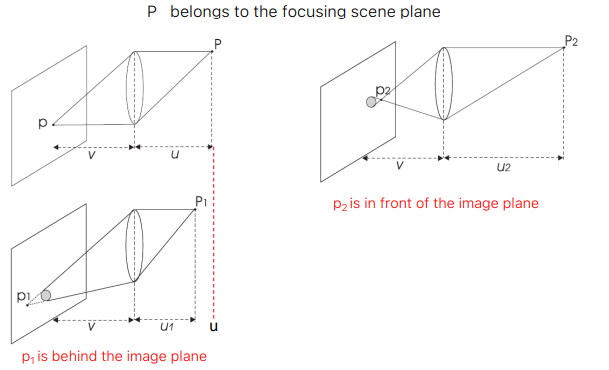 P belongs to the focusing scene plane
P
p
v
u
P2
p2
v
u2
p₂ is in front of the image plane
P1
p1
v
u1
u
p₁ is behind the image plane